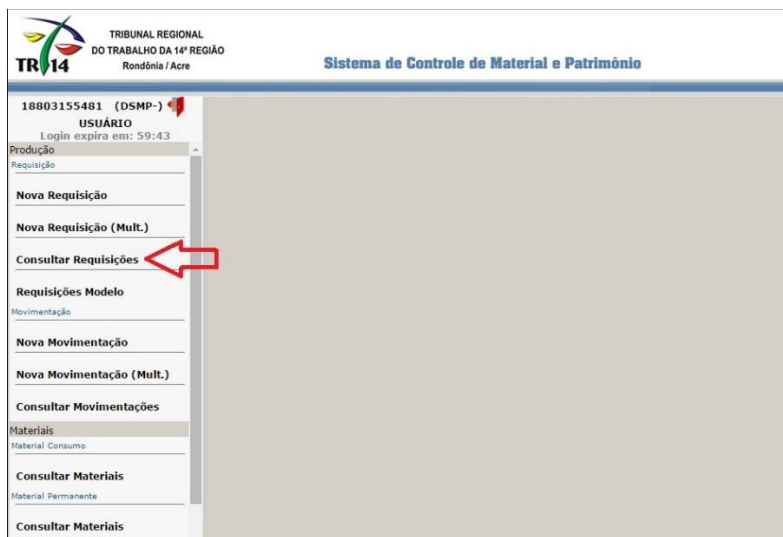 TRIBUNAL REGIONAL
DO TRABALHO DA 14ª REGIÃO
Rondônia / Acre
TR14
Sistema de Controle de Material e Patrimônio
18803155481 (DSMP-)
USUÁRIO
Login expira em: 59:43
Produção
Requisição
Nova Requisição
Nova Requisição (Mult.)
Consultar Requisições
Requisições Modelo
Movimentação
Nova Movimentação
Nova Movimentação (Mult.)
Consultar Movimentações
Materiais
Material Consumo
Consultar Materiais
Material Permanente
Consultar Materiais